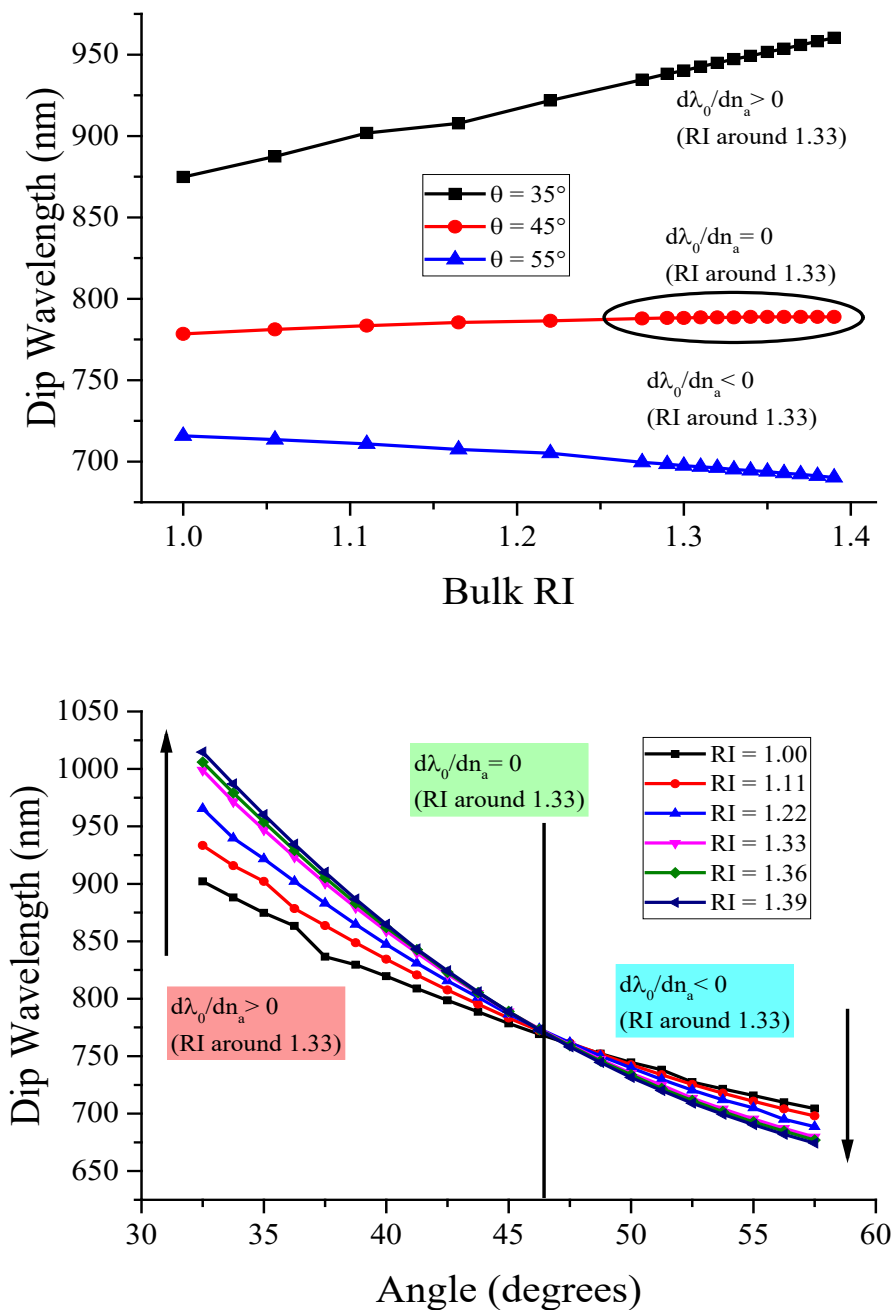 950
900
850
800
750
700
Dip Wavelength (nm)
dλ₀/dnₐ> 0
(RI around 1.33)
θ = 35°
θ = 45°
θ = 55°
dλ₀/dnₐ= 0
(RI around 1.33)
dλ₀/dnₐ< 0
(RI around 1.33)
1.0 1.1 1.2 1.3 1.4
Bulk RI
1050
1000
950
900
850
800
750
700
650
Dip Wavelength (nm)
dλ₀/dnₐ= 0
(RI around 1.33)
RI = 1.00
RI = 1.11
RI = 1.22
RI = 1.33
RI = 1.36
RI = 1.39
dλ₀/dnₐ> 0
(RI around 1.33)
dλ₀/dnₐ< 0
(RI around 1.33)
30 35 40 45 50 55 60
Angle (degrees)